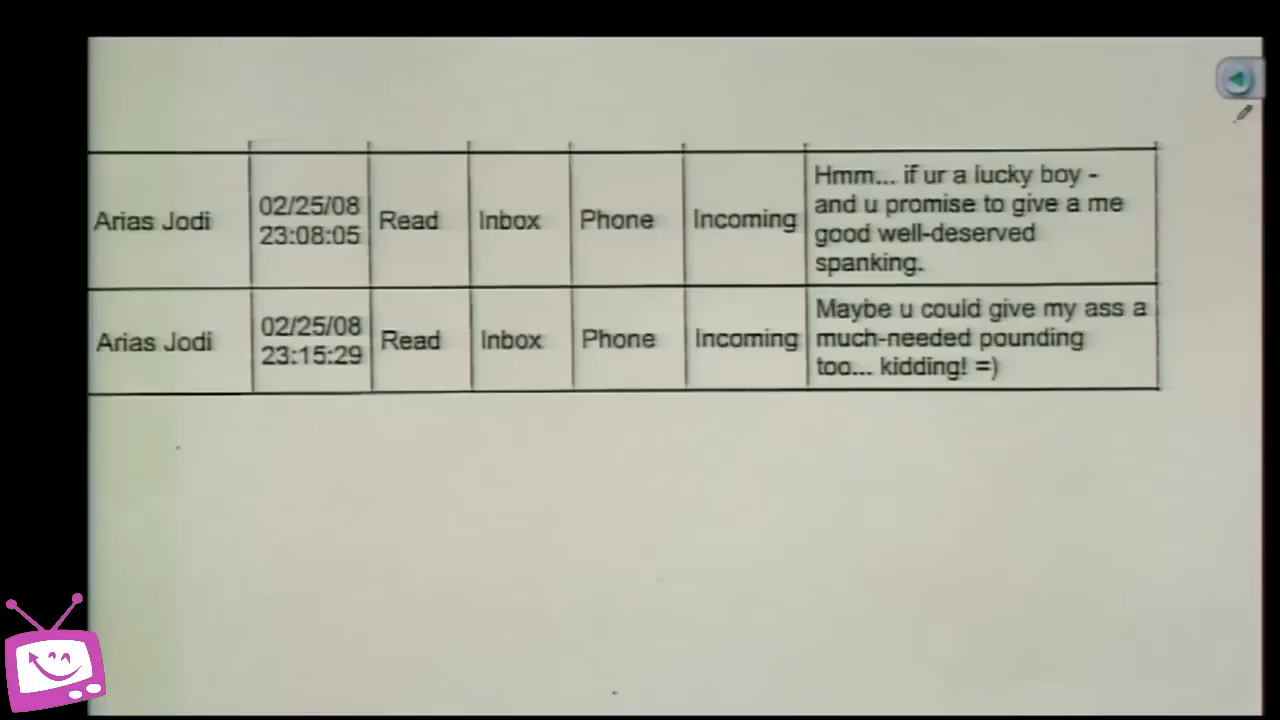 Arias Jodi 02/25/08 23:08:05 Read Inbox Phone Incoming Hmm... if ur a lucky boy -
and u promise to give a me
good well-deserved
spanking.
Arias Jodi 02/25/08 23:15:29 Read Inbox Phone Incoming Maybe u could give my ass a
much-needed pounding
too... kidding! =)